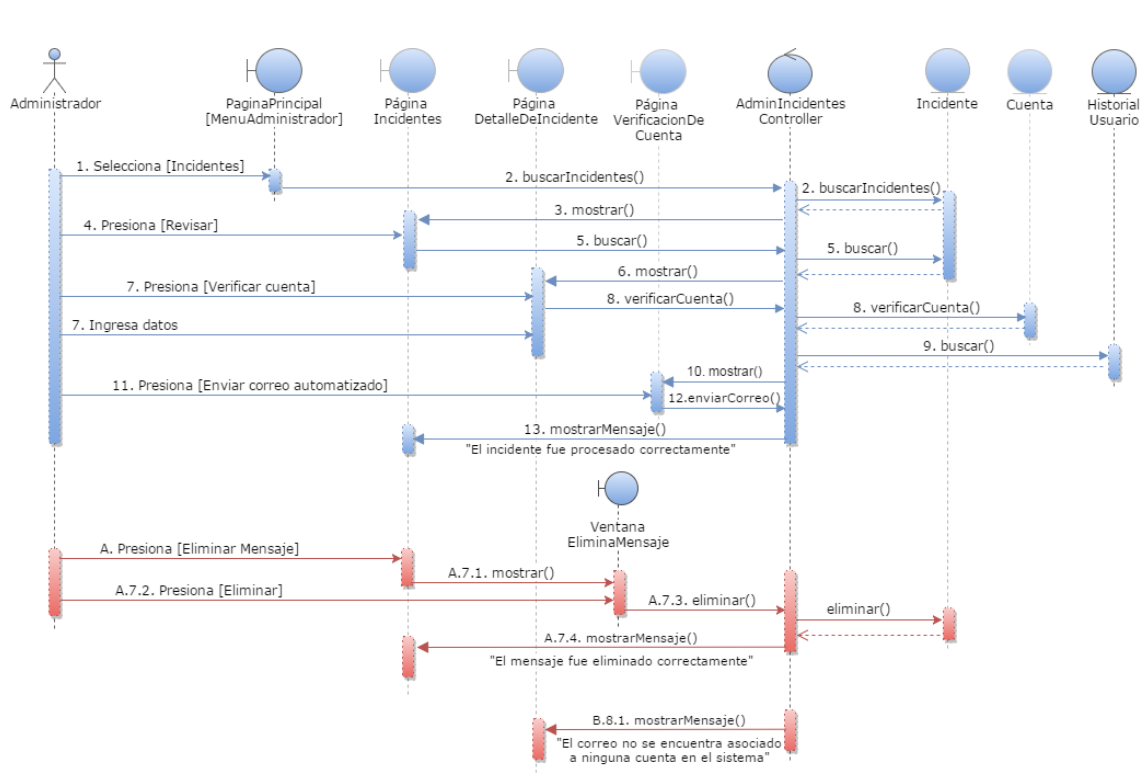 Administrador
PaginaPrincipal
[MenuAdministrador]
Página
Incidentes
Página
DetalleDeIncidente
Página
VerificacionDe
Cuenta
AdminIncidentes
Controller
Incidente
Cuenta
Historial
Usuario
1. Selecciona [Incidentes]
2. buscarIncidentes()
2. buscarIncidentes()
3. mostrar()
4. Presiona [Revisar]
5. buscar()
5. buscar()
6. mostrar()
7. Presiona [Verificar cuenta]
8. verificarCuenta()
8. verificarCuenta()
7. Ingresa datos
9. buscar()
10. mostrar()
11. Presiona [Enviar correo automatizado]
12.enviarCorreo()
13. mostrarMensaje()
"El incidente fue procesado correctamente"
Ventana
EliminaMensaje
A. Presiona [Eliminar Mensaje]
A.7.1. mostrar()
A.7.2. Presiona [Eliminar]
A.7.3. eliminar()
eliminar()
A.7.4. mostrarMensaje()
"El mensaje fue eliminado correctamente"
B.8.1. mostrarMensaje()
"El correo no se encuentra asociado
a ninguna cuenta en el sistema"